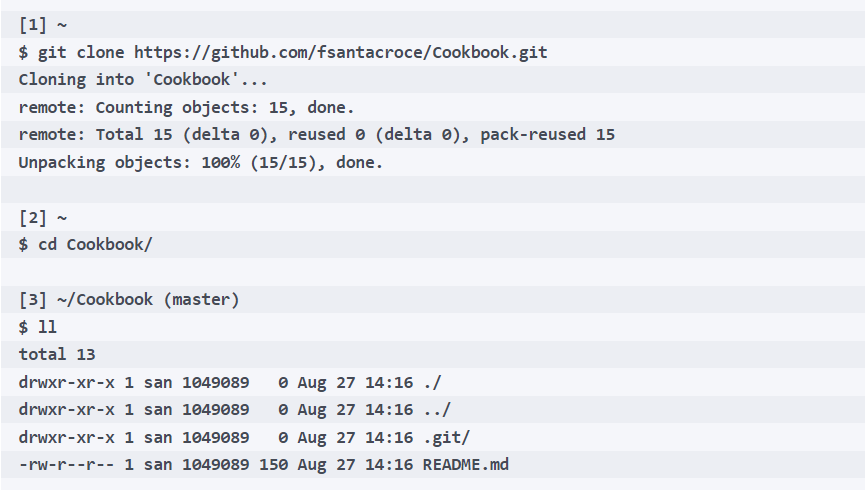 [1] ~
$ git clone https://github.com/fsantacroce/Cookbook.git
Cloning into 'Cookbook'...
remote: Counting objects: 15, done.
remote: Total 15 (delta 0), reused 0 (delta 0), pack-reused 15
Unpacking objects: 100% (15/15), done.
[2] ~
$ cd Cookbook/
[3] ~/Cookbook (master)
$ ll
total 13
drwxr-xr-x 1 san 1049089   0 Aug 27 14:16 ./
drwxr-xr-x 1 san 1049089   0 Aug 27 14:16 ../
drwxr-xr-x 1 san 1049089   0 Aug 27 14:16 .git/
-rw-r--r-- 1 san 1049089 150 Aug 27 14:16 README.md